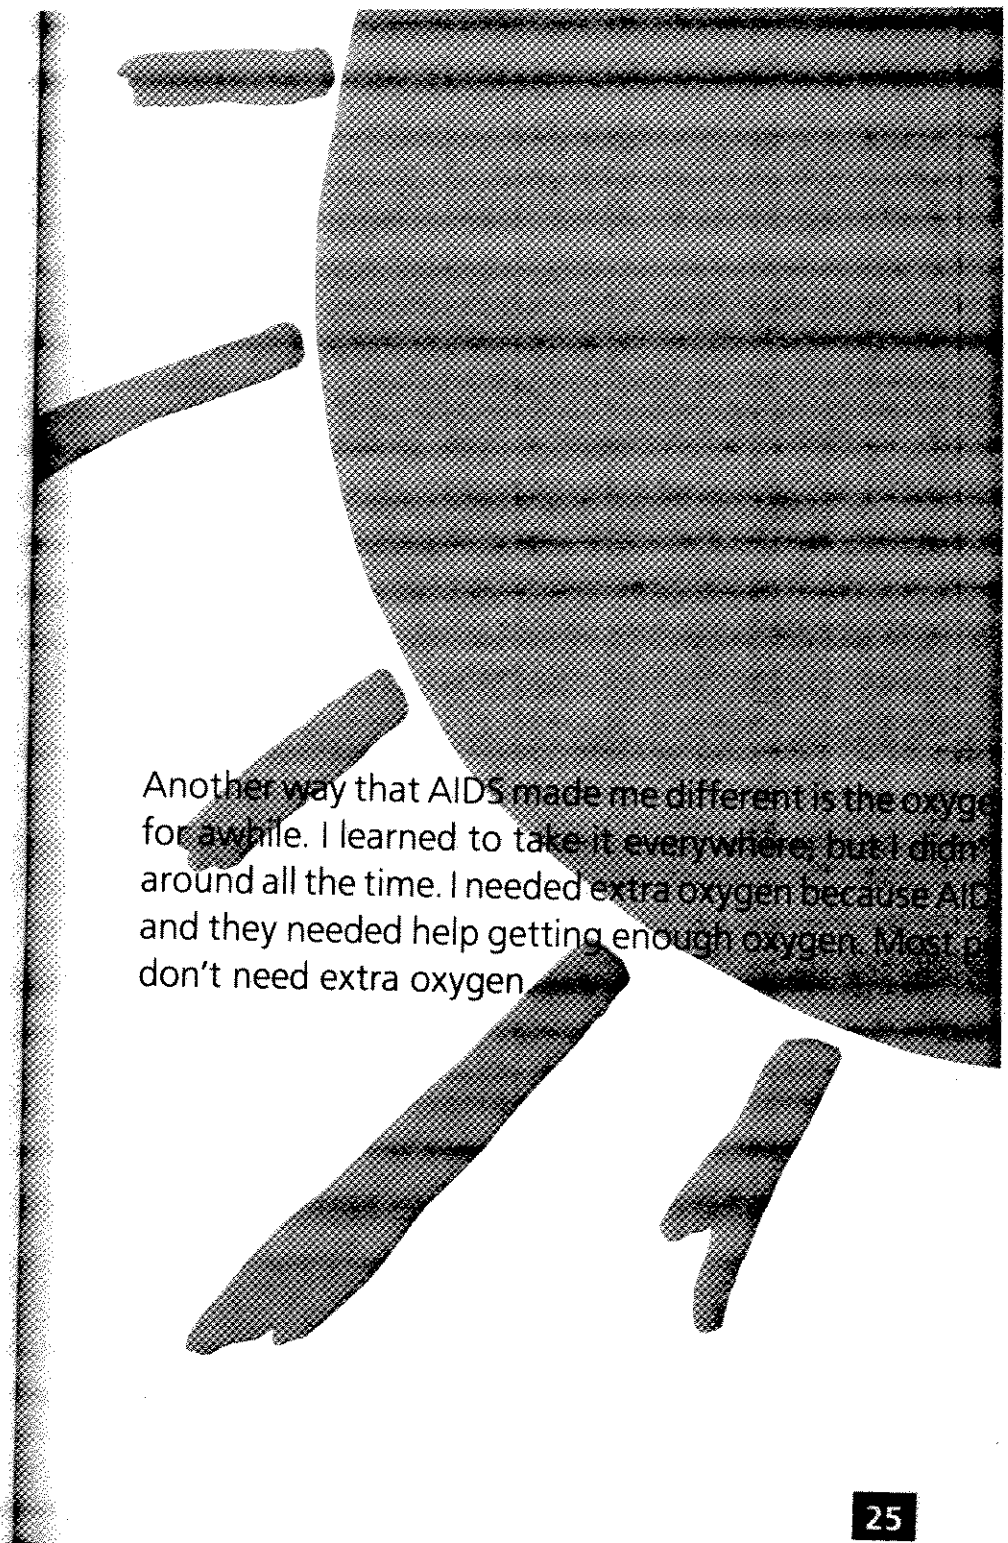 Another way that AIDS made me different is the oxyge
for awhile. I learned to take it everywhere; but I didn't
around all the time. I needed extra oxygen because AID
and they needed help getting enough oxygen. Most p
don't need extra oxygen.
25